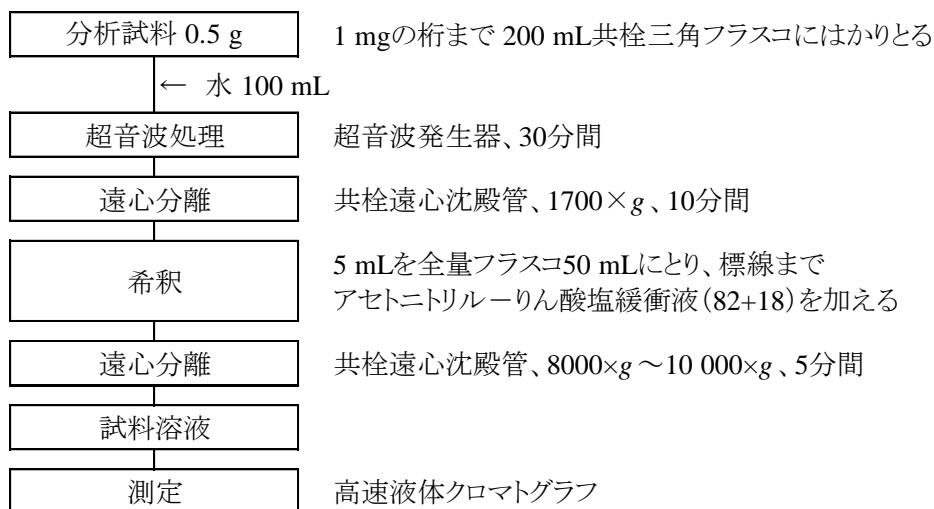 分析試料 0.5 g 1 mgの桁まで 200 mL共栓三角フラスコにはかりとる
← 水 100 mL
超音波処理 超音波発生器、30分間
遠心分離 共栓遠心沈殿管、1700×g 、10分間
希釈 5 mLを全量フラスコ50 mLにとり、標線まで
アセトニトリルーりん酸塩緩衝液(82+18)を加える
遠心分離 共栓遠心沈殿管、8000×g~10 000×g 、5分間
試料溶液
測定 高速液体クロマトグラフ